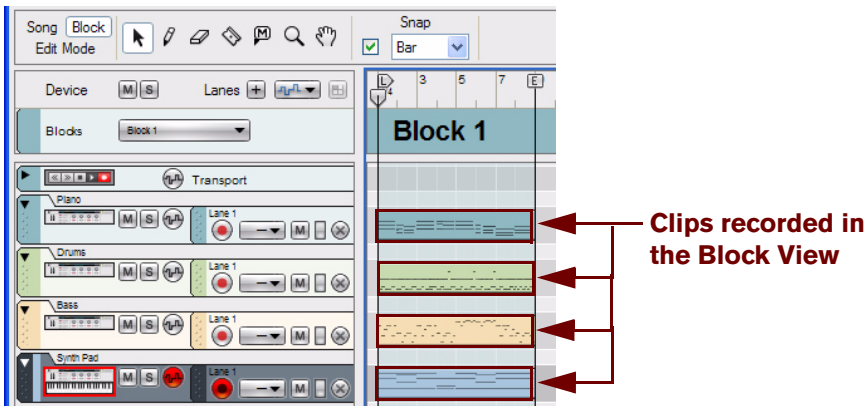 Song Block
Edit Mode
Snap
Bar
Device M S Lanes
L 3 5 7 E
4
Blocks Block 1
Block 1
Transport
Piano
M S Lane 1 M
Drums
M S Lane 1 M
Bass
M S Lane 1 M
Synth Pad
M S Lane 1 M
Clips recorded in
the Block View